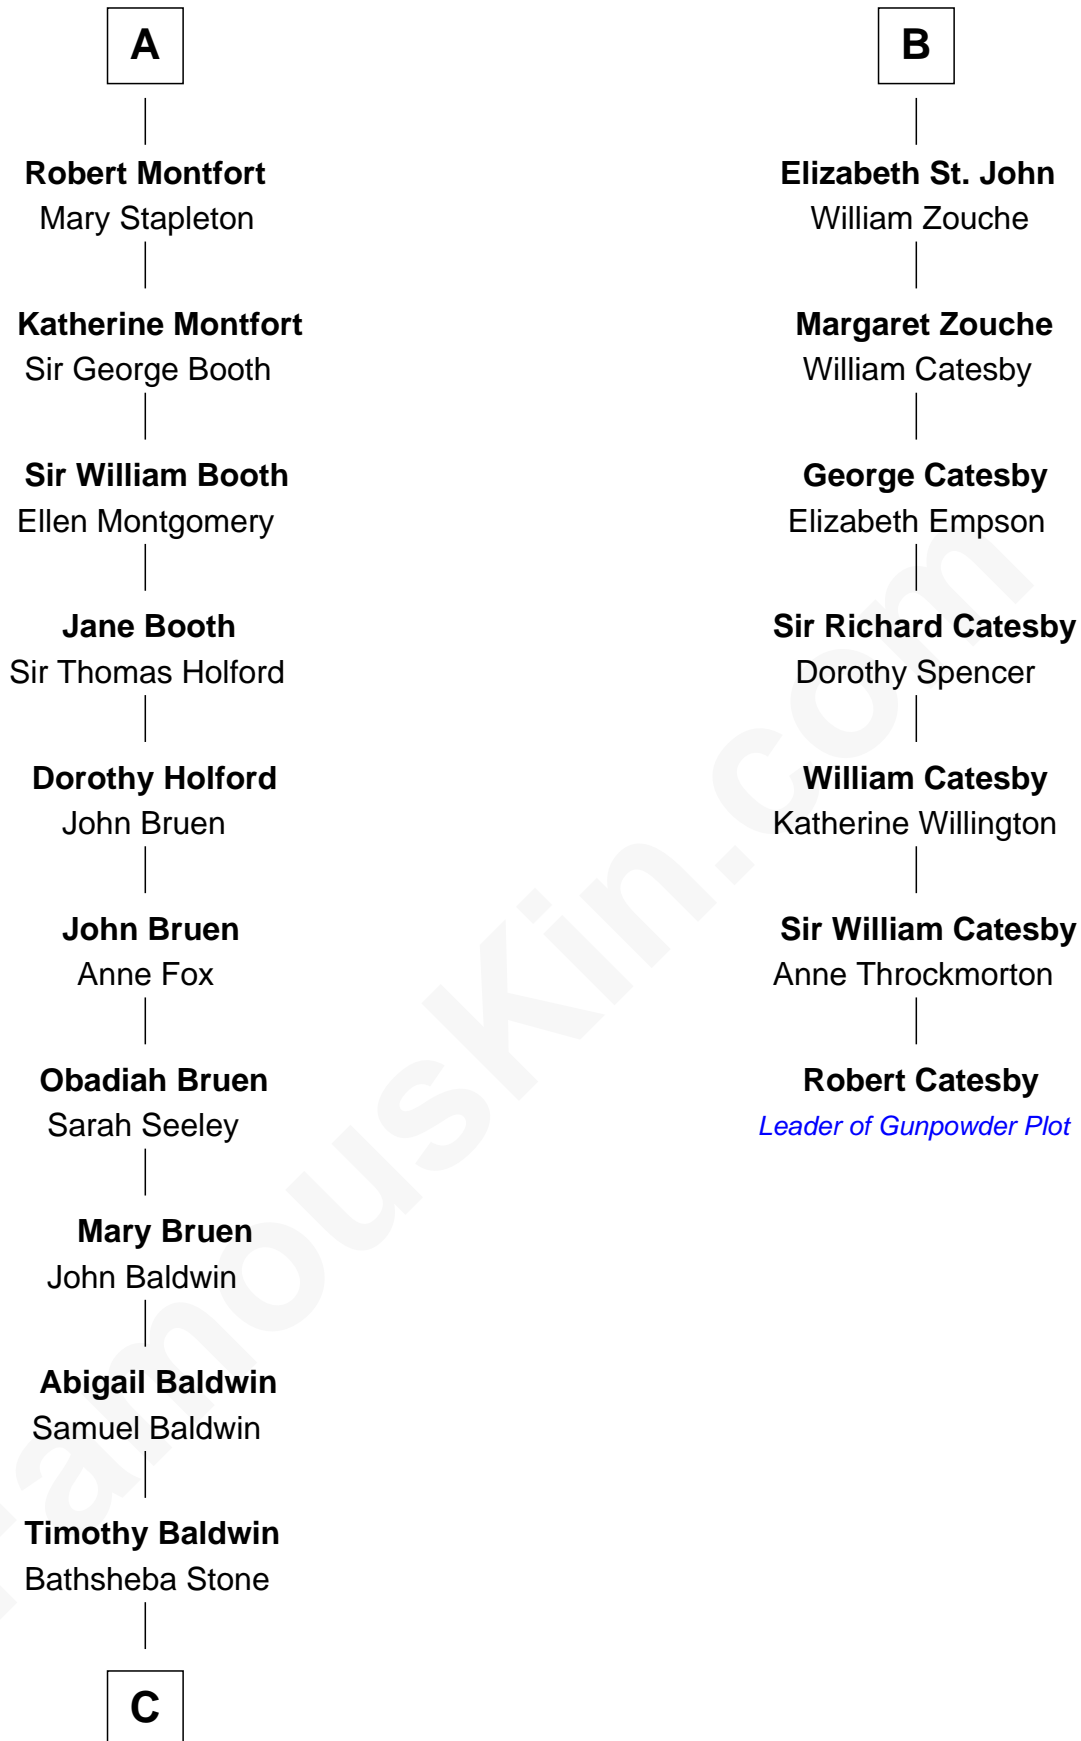 A
Robert Montfort
Mary Stapleton
Katherine Montfort
Sir George Booth
Sir William Booth
Ellen Montgomery
Jane Booth
Sir Thomas Holford
Dorothy Holford
John Bruen
John Bruen
Anne Fox
Obadiah Bruen
Sarah Seeley
Mary Bruen
John Baldwin
Abigail Baldwin
Samuel Baldwin
Timothy Baldwin
Bathsheba Stone
C
B
Elizabeth St. John
William Zouche
Margaret Zouche
William Catesby
George Catesby
Elizabeth Empson
Sir Richard Catesby
Dorothy Spencer
William Catesby
Katherine Willington
Sir William Catesby
Anne Throckmorton
Robert Catesby
Leader of Gunpowder Plot
FamousKin.com